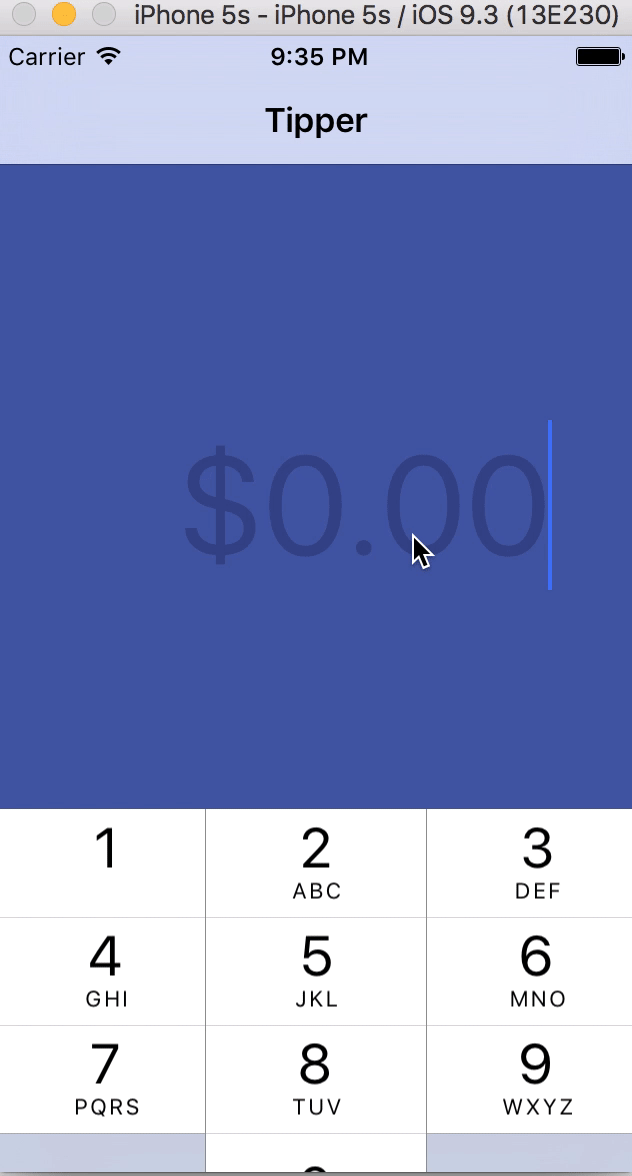 iPhone 5s - iPhone 5s / iOS 9.3 (13E230)
Carrier 9:35 PM
Tipper
$0.00
1 2 3
ABC DEF
4 5 6
GHI JKL MNO
7 8 9
PQRS TUV WXYZ